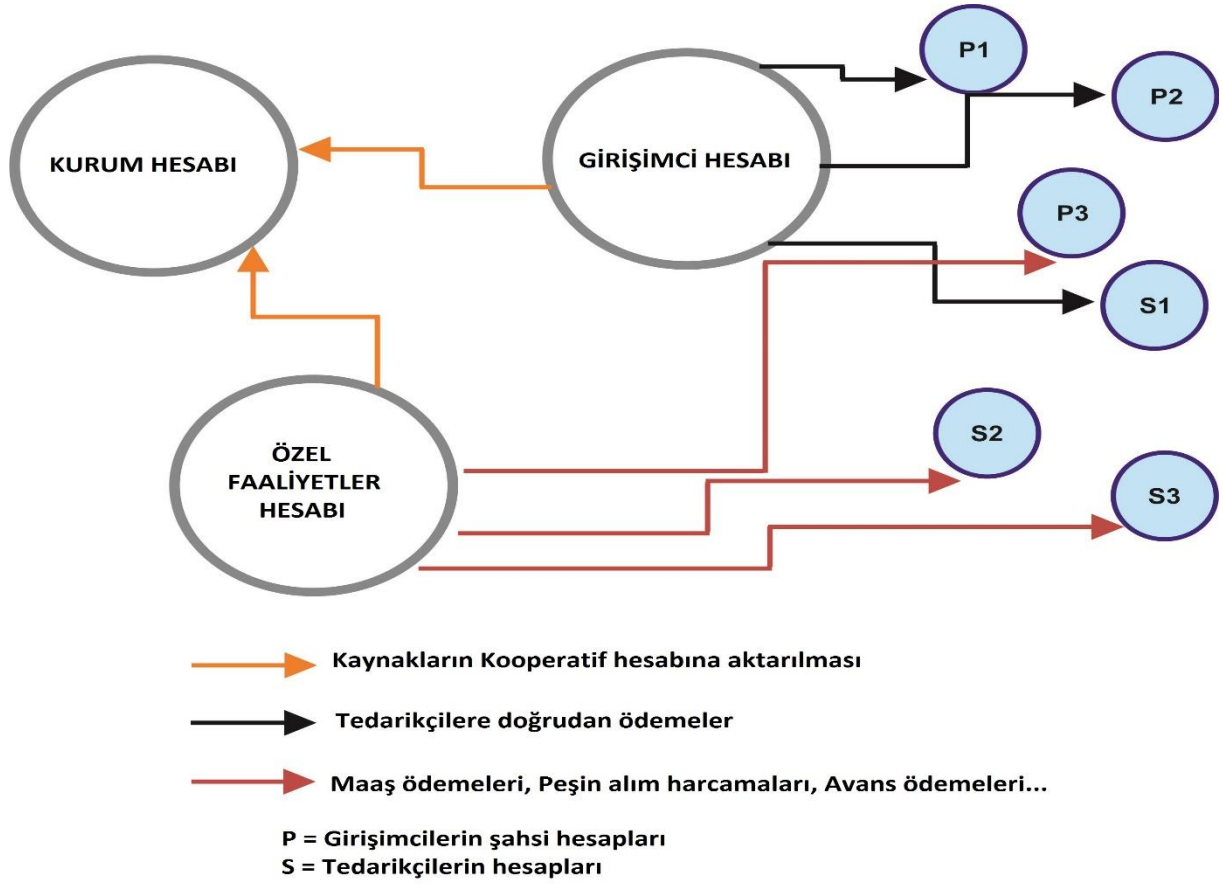 P1
P2
KURUM HESABI
GİRİŞİMCİ HESABI
P3
S1
S2
ÖZEL
FAALİYETLER
HESABI
S3
Kaynakların Kooperatif hesabına aktarılması
Tedarikçilere doğrudan ödemeler
Maaş ödemeleri, Peşin alım harcamaları, Avans ödemeleri...
P = Girişimcilerin şahsi hesapları
S = Tedarikçilerin hesapları